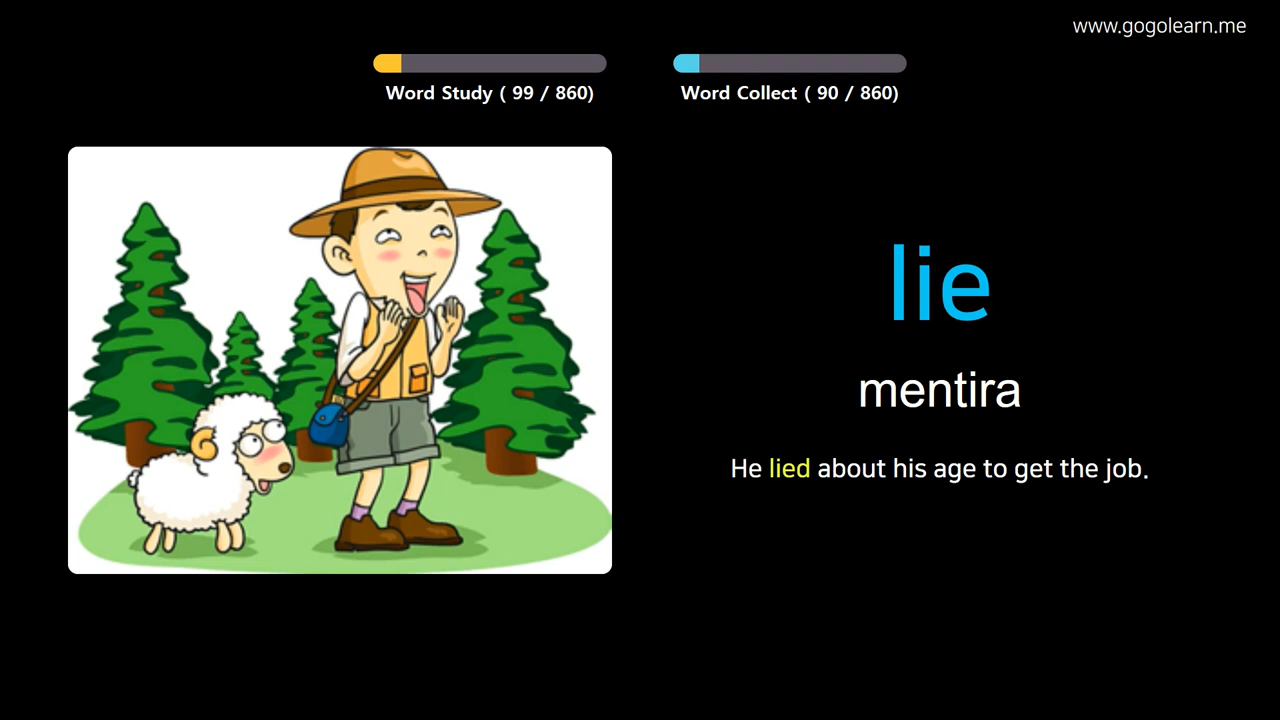 www.gogolearn.me
Word Study ( 99 / 860)
Word Collect ( 90 / 860)
lie
mentira
He lied about his age to get the job.